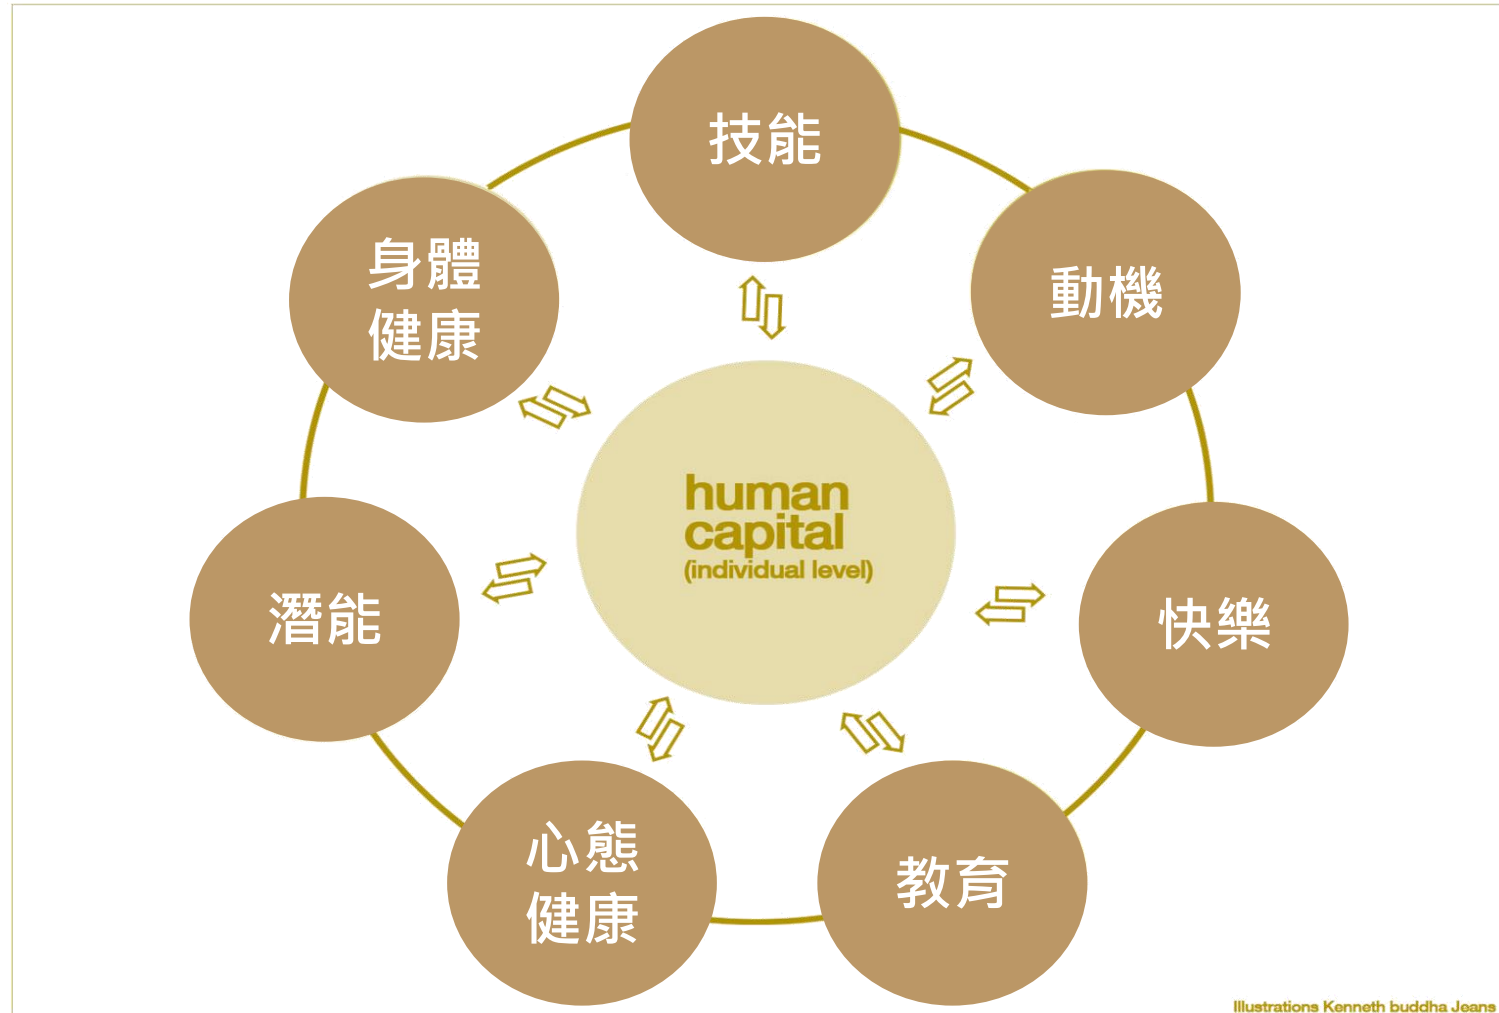 技能
動機
快樂
教育
心態
健康
潛能
身體
健康
human
capital
(individual level)
Illustrations Kenneth buddha Jeans